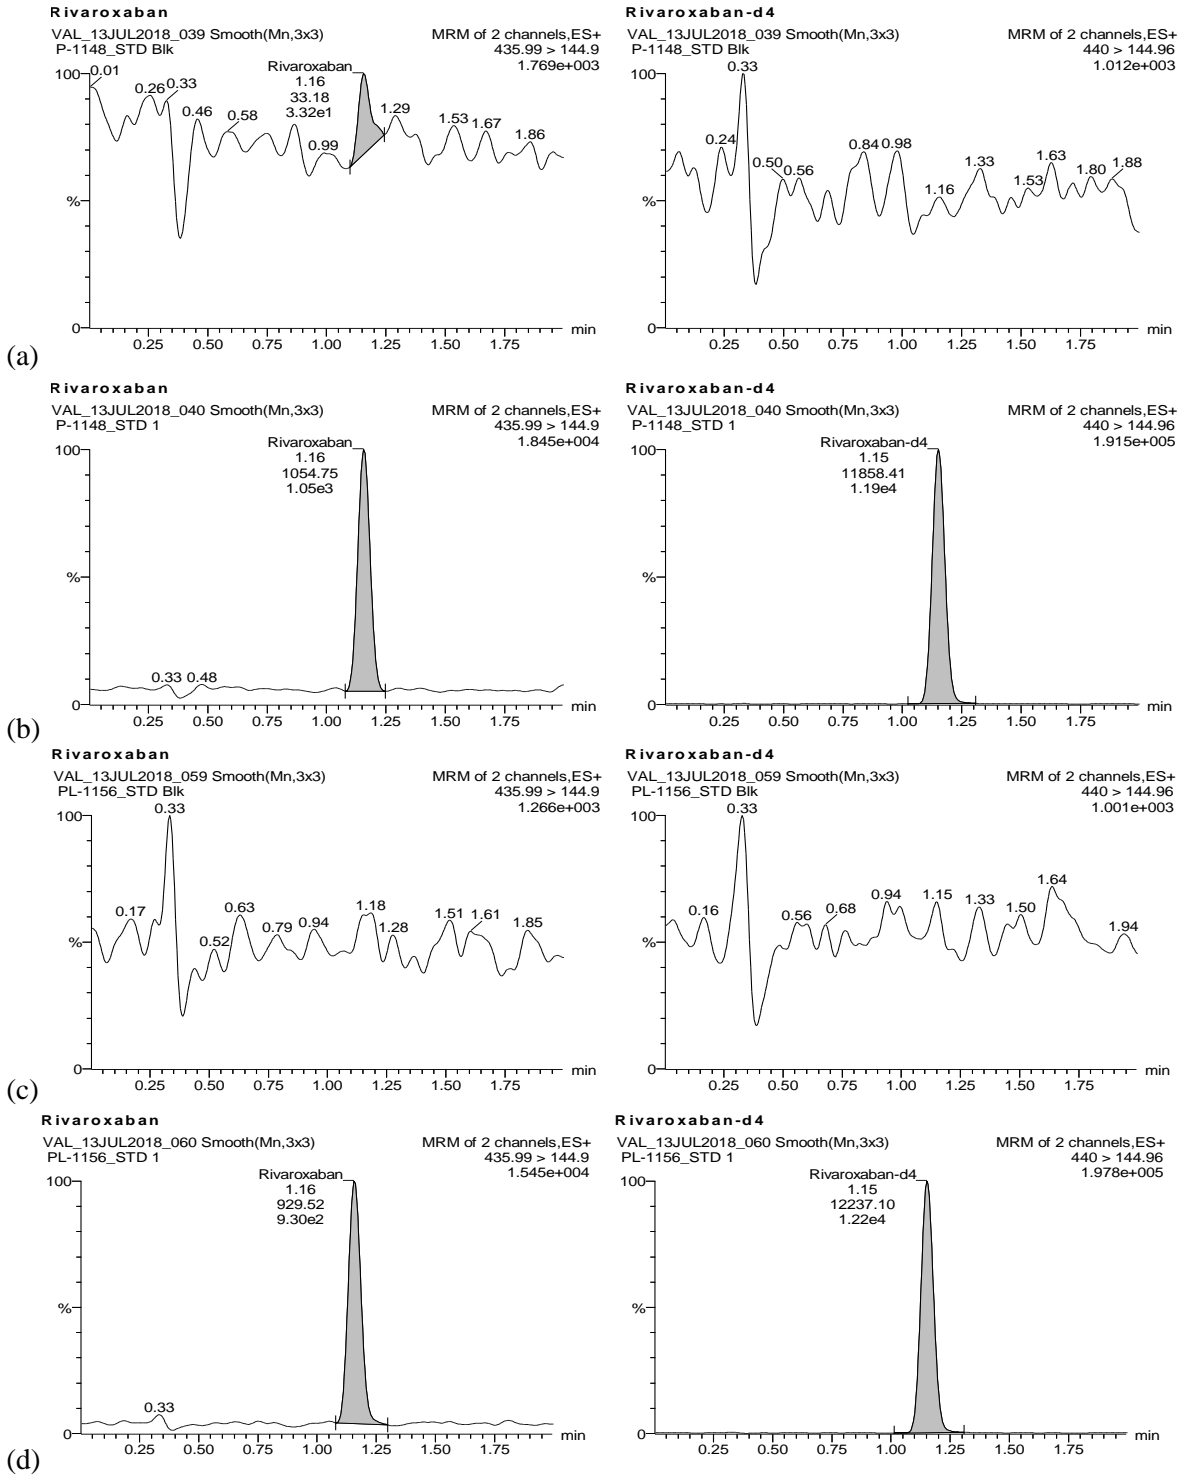 Rivaroxaban
VAL_13JUL2018_039 Smooth(Mn,3x3) MRM of 2 channels,ES+
P-1148_STD Blk 435.99 > 144.9
1.769e+003
Rivaroxaban
1.16
33.18
3.32e1
100
0.01
0.26
0.33
0.46
0.58
0.99
1.29
1.53
1.67
1.86
%
0
min
0.25 0.50 0.75 1.00 1.25 1.50 1.75
Rivaroxaban-d4
VAL_13JUL2018_039 Smooth(Mn,3x3) MRM of 2 channels,ES+
P-1148_STD Blk 440 > 144.96
1.012e+003
100
0.33
0.24
0.50
0.56
0.84
0.98
1.16
1.33
1.53
1.63
1.80
1.88
%
0
min
0.25 0.50 0.75 1.00 1.25 1.50 1.75
(a)
Rivaroxaban
VAL_13JUL2018_040 Smooth(Mn,3x3) MRM of 2 channels,ES+
P-1148_STD 1 435.99 > 144.9
1.845e+004
Rivaroxaban
1.16
1054.75
1.05e3
100
%
0.33 0.48
0
min
0.25 0.50 0.75 1.00 1.25 1.50 1.75
Rivaroxaban-d4
VAL_13JUL2018_040 Smooth(Mn,3x3) MRM of 2 channels,ES+
P-1148_STD 1 440 > 144.96
1.915e+005
Rivaroxaban-d4
1.15
11858.41
1.19e4
100
%
0
min
0.25 0.50 0.75 1.00 1.25 1.50 1.75
(b)
Rivaroxaban
VAL_13JUL2018_059 Smooth(Mn,3x3) MRM of 2 channels,ES+
PL-1156_STD Blk 435.99 > 144.9
1.266e+003
100
0.33
0.17
0.52
0.63
0.79
0.94
1.18
1.28
1.51
1.61
1.85
%
0
min
0.25 0.50 0.75 1.00 1.25 1.50 1.75
Rivaroxaban-d4
VAL_13JUL2018_059 Smooth(Mn,3x3) MRM of 2 channels,ES+
PL-1156_STD Blk 440 > 144.96
1.001e+003
100
0.33
0.16
0.56
0.68
0.94
1.15
1.33
1.50
1.64
1.94
%
0
min
0.25 0.50 0.75 1.00 1.25 1.50 1.75
(c)
Rivaroxaban
VAL_13JUL2018_060 Smooth(Mn,3x3) MRM of 2 channels,ES+
PL-1156_STD 1 435.99 > 144.9
1.545e+004
Rivaroxaban
1.16
929.52
9.30e2
100
%
0.33
0
min
0.25 0.50 0.75 1.00 1.25 1.50 1.75
Rivaroxaban-d4
VAL_13JUL2018_060 Smooth(Mn,3x3) MRM of 2 channels,ES+
PL-1156_STD 1 440 > 144.96
1.978e+005
Rivaroxaban-d4
1.15
12237.10
1.22e4
100
%
0
min
0.25 0.50 0.75 1.00 1.25 1.50 1.75
(d)